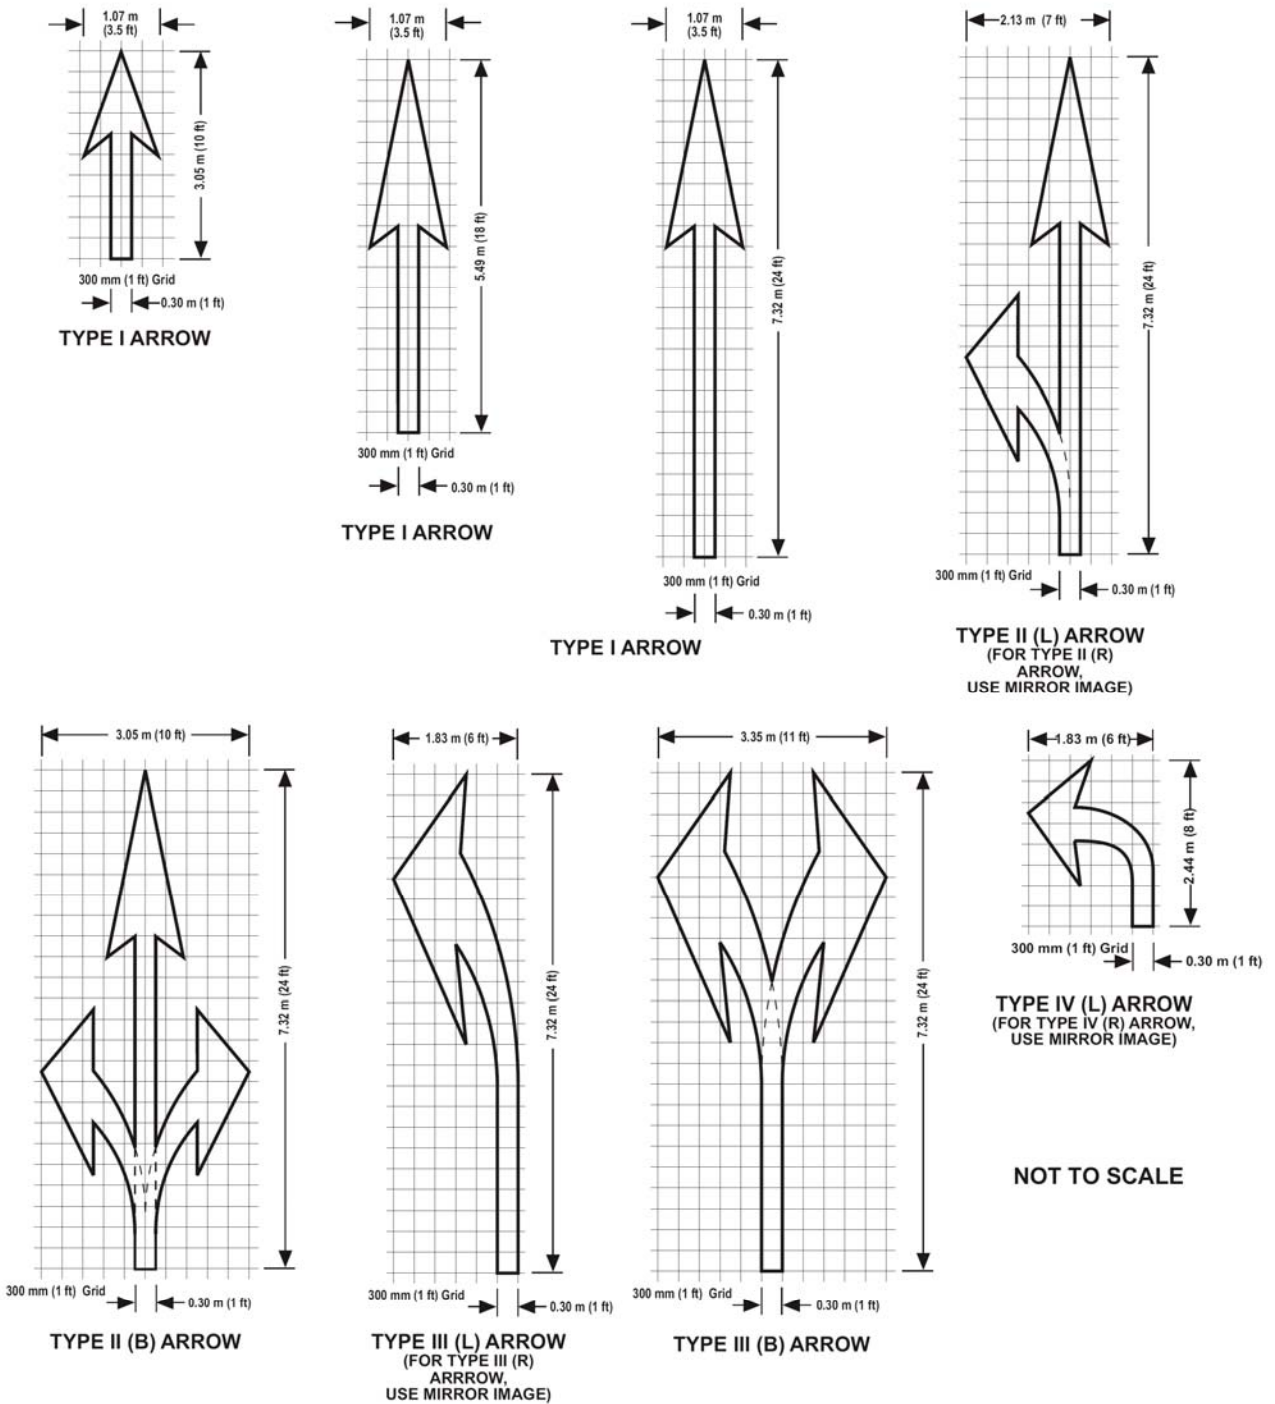 1.07 m
(3.5 ft)
3.05 m (10 ft)
300 mm (1 ft) Grid
0.30 m (1 ft)
TYPE I ARROW
1.07 m
(3.5 ft)
5.49 m (18 ft)
300 mm (1 ft) Grid
0.30 m (1 ft)
TYPE I ARROW
1.07 m
(3.5 ft)
7.32 m (24 ft)
300 mm (1 ft) Grid
0.30 m (1 ft)
TYPE I ARROW
2.13 m (7 ft)
7.32 m (24 ft)
300 mm (1 ft) Grid
0.30 m (1 ft)
TYPE II (L) ARROW
(FOR TYPE II (R)
ARROW,
USE MIRROR IMAGE)
3.05 m (10 ft)
7.32 m (24 ft)
300 mm (1 ft) Grid
0.30 m (1 ft)
TYPE II (B) ARROW
1.83 m (6 ft)
7.32 m (24 ft)
300 mm (1 ft) Grid
0.30 m (1 ft)
TYPE III (L) ARROW
(FOR TYPE III (R)
ARRROW,
USE MIRROR IMAGE)
3.35 m (11 ft)
7.32 m (24 ft)
300 mm (1 ft) Grid
0.30 m (1 ft)
TYPE III (B) ARROW
1.83 m (6 ft)
2.44 m (8 ft)
300 mm (1 ft) Grid
0.30 m (1 ft)
TYPE IV (L) ARROW
(FOR TYPE IV (R) ARROW,
USE MIRROR IMAGE)
NOT TO SCALE